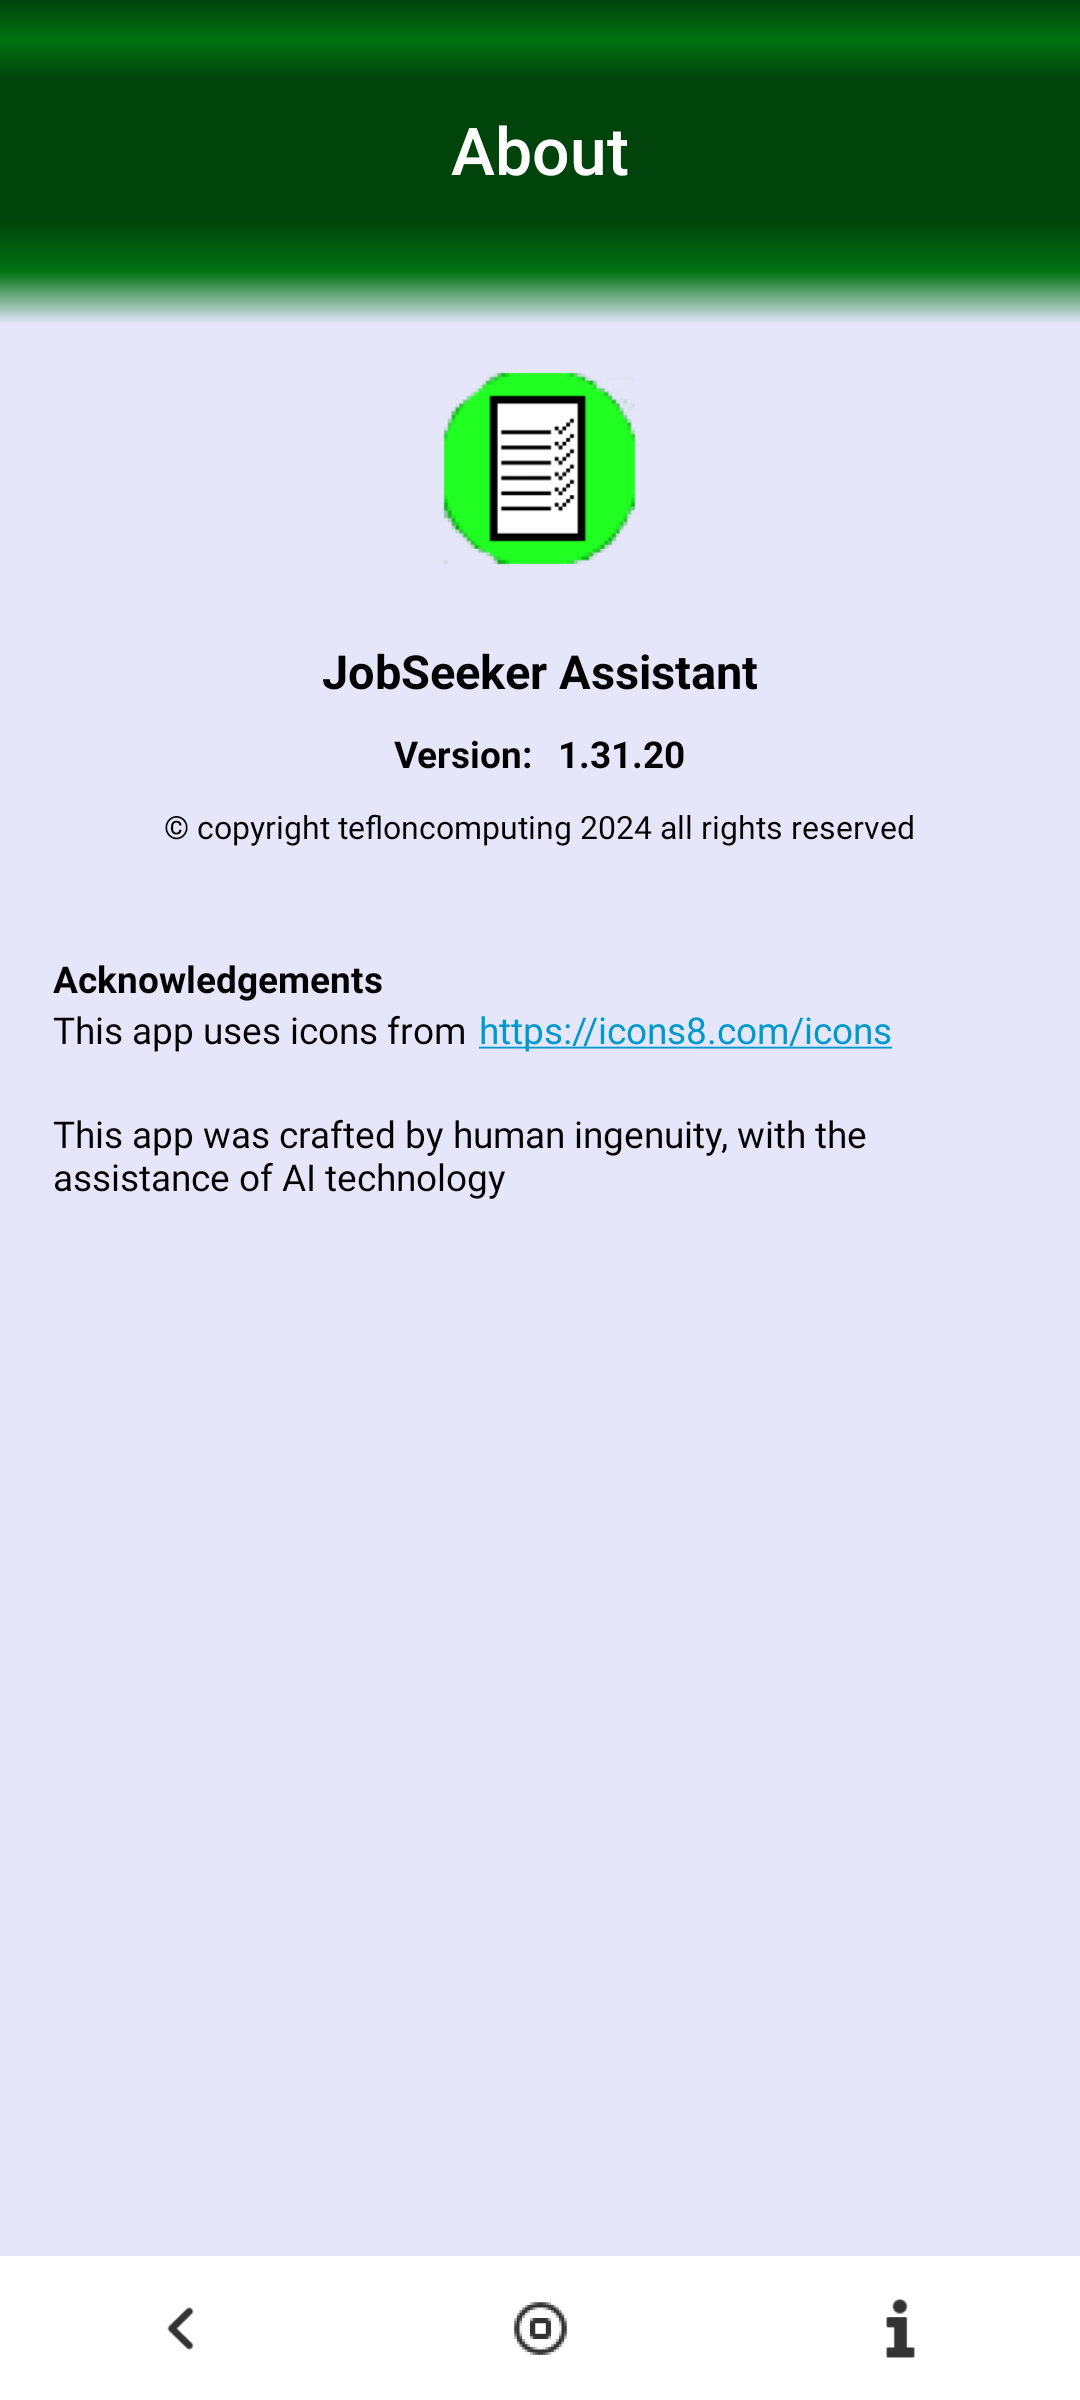 About
JobSeeker Assistant
Version: 1.31.20
© copyright tefloncomputing 2024 all rights reserved
Acknowledgements
This app uses icons from https://icons8.com/icons
This app was crafted by human ingenuity, with the
assistance of AI technology